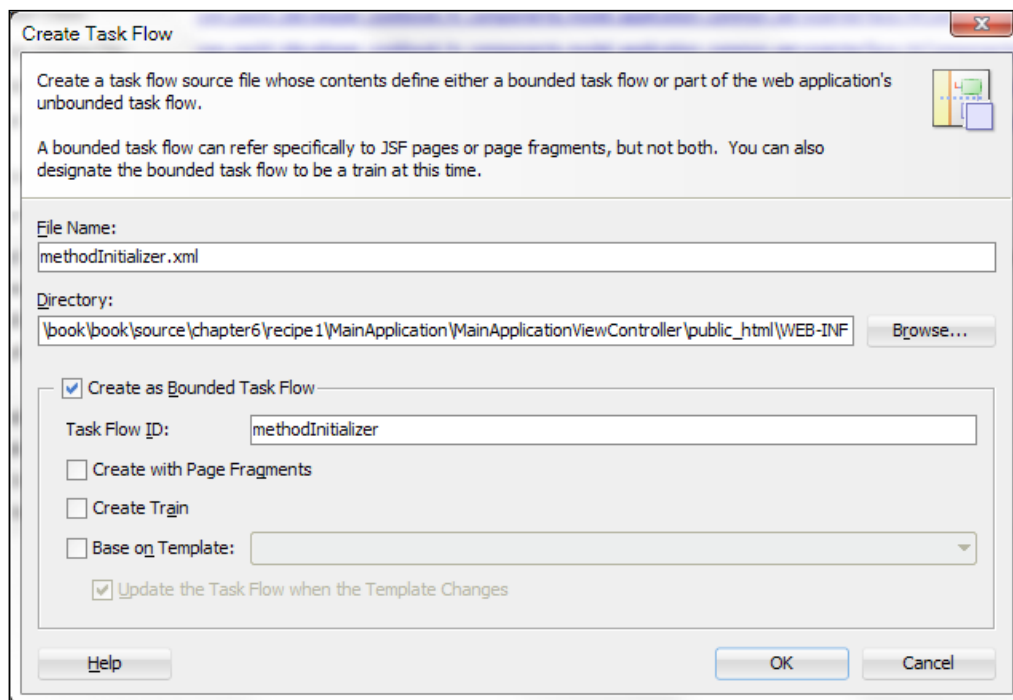 Create Task Flow
Create a task flow source file whose contents define either a bounded task flow or part of the web application's
unbounded task flow.
A bounded task flow can refer specifically to JSF pages or page fragments, but not both. You can also
designate the bounded task flow to be a train at this time.
File Name:
methodInitializer.xml
Directory:
\book\book\source\chapter6\recipe1\MainApplication\MainApplicationViewController\public_html\WEB-INF
Browse...
Create as Bounded Task Flow
Task Flow ID:
methodInitializer
Create with Page Fragments
Create Train
Base on Template:
Update the Task Flow when the Template Changes
Help
OK
Cancel